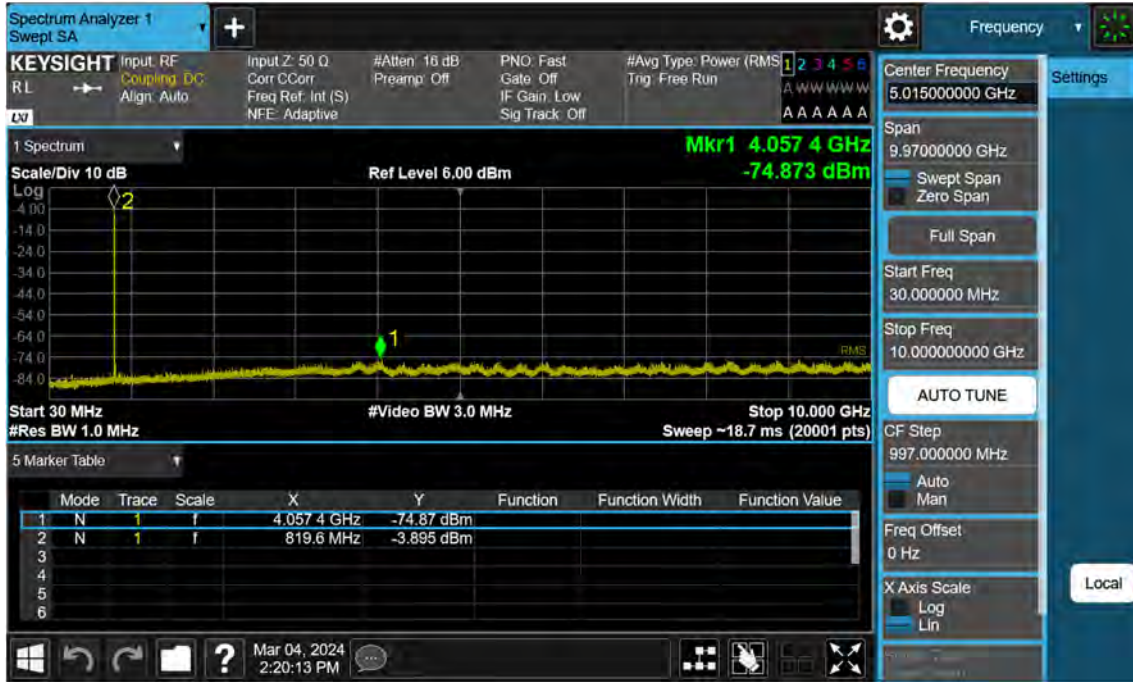 Spectrum Analyzer 1
Swept SA
Frequency
KEYSIGHT
RL
LXI
Input: RF
Coupling: DC
Align: Auto
Input Z: 50 Ω
Corr CCorr
Freq Ref: Int (S)
NFE: Adaptive
#Atten: 16 dB
Preamp: Off
PNO: Fast
Gate: Off
IF Gain: Low
Sig Track: Off
#Avg Type: Power (RMS
Trig: Free Run
1 2 3 4 5 6
A W W W W W
A A A A A A
1 Spectrum
Scale/Div 10 dB
Ref Level 6.00 dBm
Mkr1 4.057 4 GHz
-74.873 dBm
Log
-4.00
-14.0
-24.0
-34.0
-44.0
-54.0
-64.0
-74.0
-84.0
2
1
RMS
Start 30 MHz
#Res BW 1.0 MHz
#Video BW 3.0 MHz
Stop 10.000 GHz
Sweep ~18.7 ms (20001 pts)
5 Marker Table
Mode Trace Scale X Y Function Function Width Function Value
1 N 1 f 4.057 4 GHz -74.87 dBm
2 N 1 f 819.6 MHz -3.895 dBm
3
4
5
6
Mar 04, 2024
2:20:13 PM
Center Frequency
5.015000000 GHz
Span
9.97000000 GHz
Swept Span
Zero Span
Full Span
Start Freq
30.000000 MHz
Stop Freq
10.000000000 GHz
AUTO TUNE
CF Step
997.000000 MHz
Auto
Man
Freq Offset
0 Hz
X Axis Scale
Log
Lin
Settings
Local